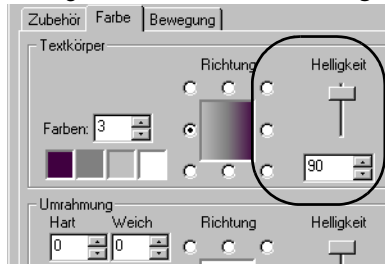 Zubehör Farbe Bewegung
Textkörper
Richtung Helligkeit
Farben: 3
90
Umrahmung
Hart Weich Richtung Helligkeit
0 0